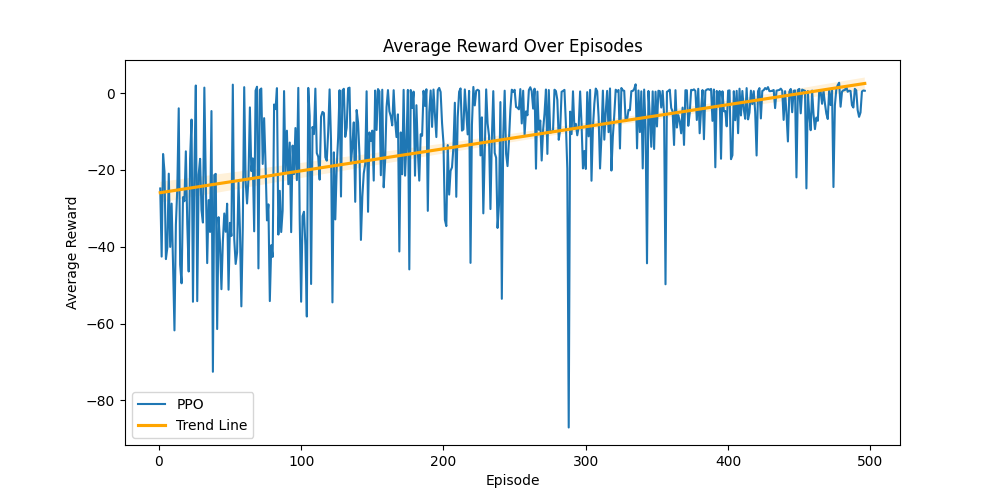 Average Reward Over Episodes
Average Reward
0
−20
−40
−60
−80
PPO
Trend Line
0 100 200 300 400 500
Episode